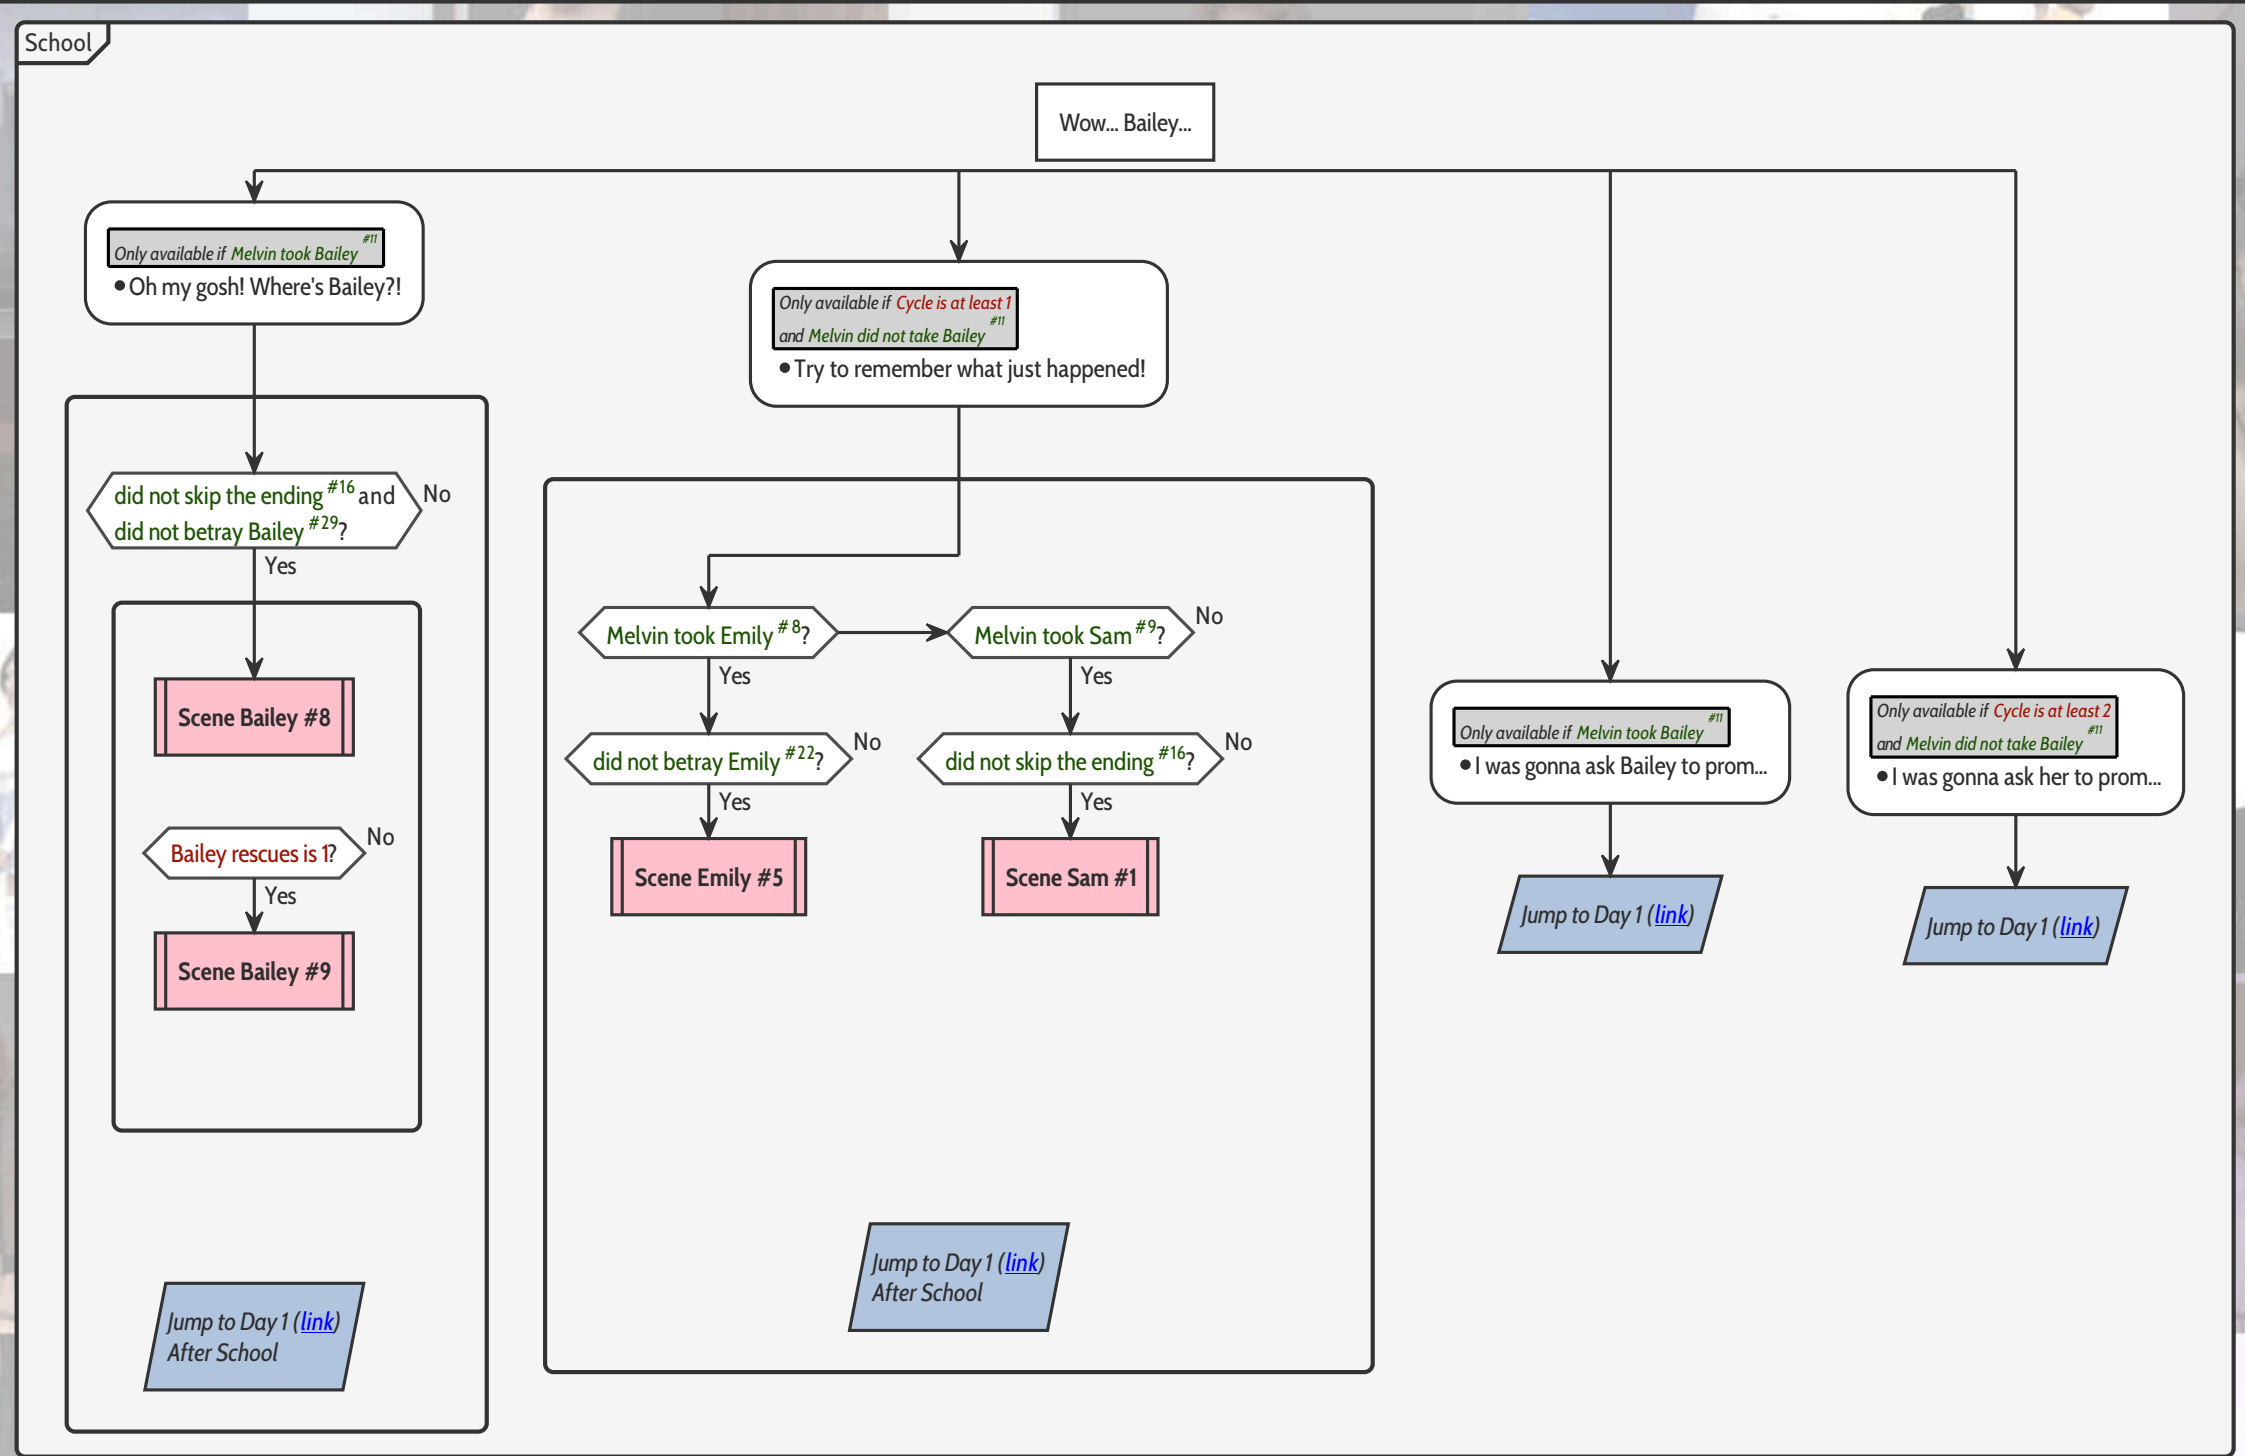 School
Wow... Bailey...
#11
Only available if Melvin took Bailey
•Oh my gosh! Where's Bailey?!
did not skip the ending #16 and
did not betray Bailey #29?
No
Yes
Scene Bailey #8
Bailey rescues is 1?
No
Yes
Scene Bailey #9
Jump to Day 1 (link)
After School
Only available if Cycle is at least 1
#11
and Melvin did not take Bailey
•Try to remember what just happened!
Melvin took Emily #8?
Yes
did not betray Emily #22?
No
Yes
Scene Emily #5
Melvin took Sam #9?
No
Yes
did not skip the ending #16?
No
Yes
Scene Sam #1
Jump to Day 1 (link)
After School
#11
Only available if Melvin took Bailey
•I was gonna ask Bailey to prom...
Jump to Day 1 (link)
Only available if Cycle is at least 2
#11
and Melvin did not take Bailey
•I was gonna ask her to prom...
Jump to Day 1 (link)